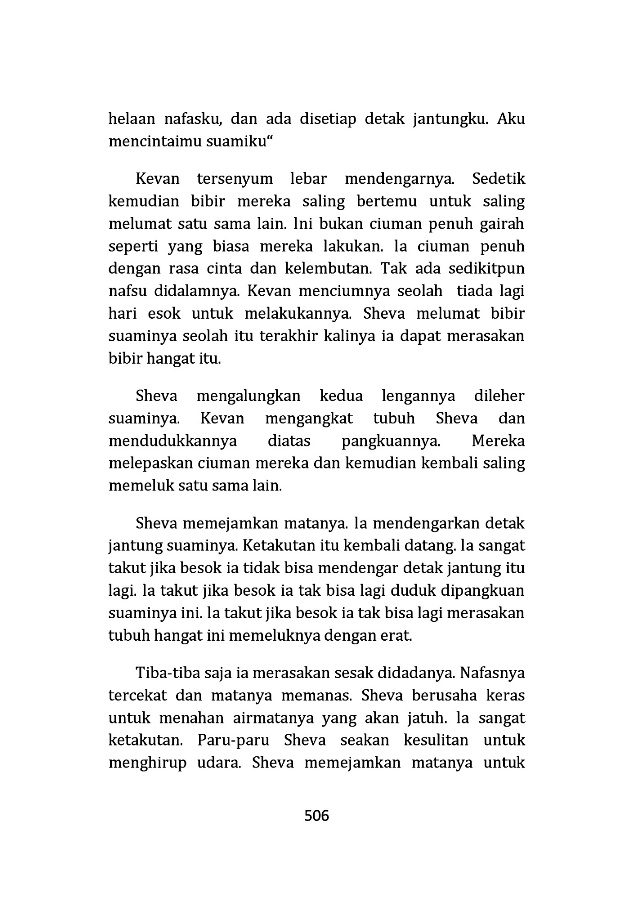 helaan nafasku, dan ada disetiap detak jantungku. Aku
mencintaimu suamiku“
Kevan tersenyum lebar mendengarnya. Sedetik
kemudian bibir mereka saling bertemu untuk saling
melumat satu sama lain. Ini bukan ciuman penuh gairah
seperti yang biasa mereka lakukan. Ia ciuman penuh
dengan rasa cinta dan kelembutan. Tak ada sedikitpun
nafsu didalamnya. Kevan menciumnya seolah tiada lagi
hari esok untuk melakukannya. Sheva melumat bibir
suaminya seolah itu terakhir kalinya ia dapat merasakan
bibir hangat itu.
Sheva mengalungkan kedua lengannya dileher
suaminya. Kevan mengangkat tubuh Sheva dan
mendudukkannya diatas pangkuannya. Mereka
melepaskan ciuman mereka dan kemudian kembali saling
memeluk satu sama lain.
Sheva memejamkan matanya. Ia mendengarkan detak
jantung suaminya. Ketakutan itu kembali datang. Ia sangat
takut jika besok ia tidak bisa mendengar detak jantung itu
lagi. Ia takut jika besok ia tak bisa lagi duduk dipangkuan
suaminya ini. Ia takut jika besok ia tak bisa lagi merasakan
tubuh hangat ini memeluknya dengan erat.
Tiba-tiba saja ia merasakan sesak didadanya. Nafasnya
tercekat dan matanya memanas. Sheva berusaha keras
untuk menahan airmatanya yang akan jatuh. Ia sangat
ketakutan. Paru-paru Sheva seakan kesulitan untuk
menghirup udara. Sheva memejamkan matanya untuk
506